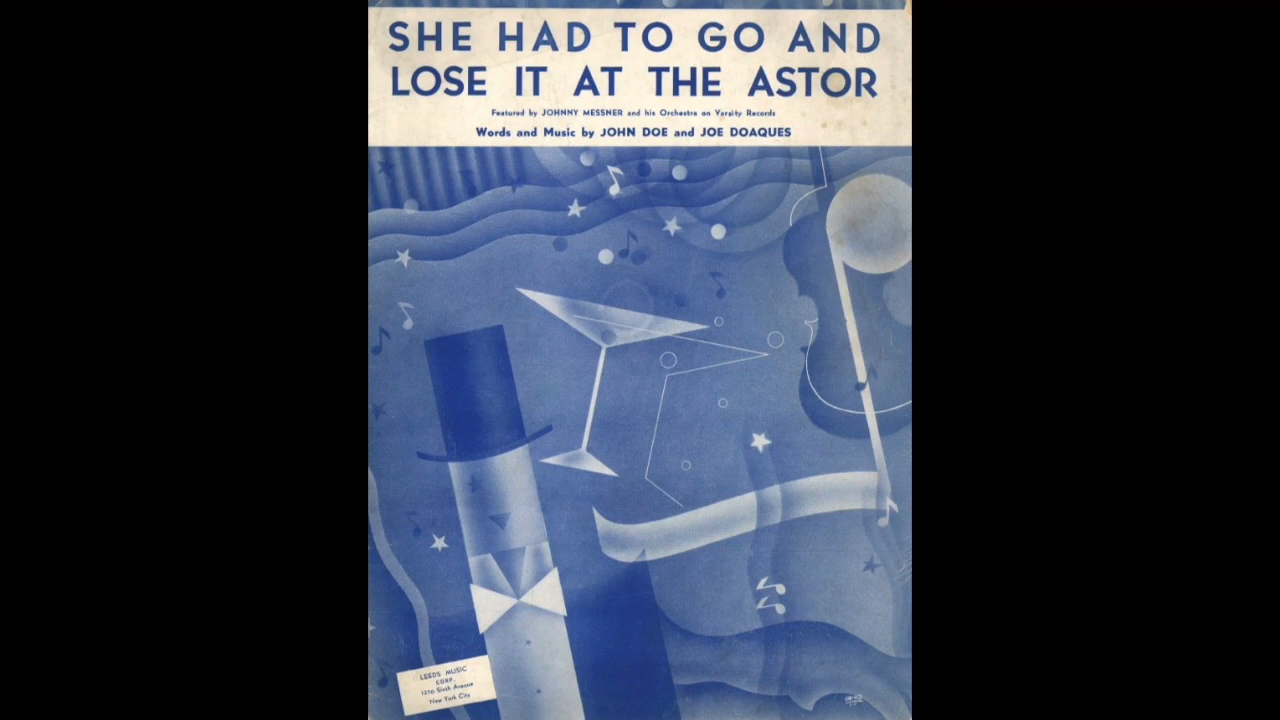 SHE HAD TO GO AND
LOSE IT AT THE ASTOR
Featured by JOHNNY MESSNER and his Orchestra on Varsity Records
Words and Music by JOHN DOE and JOE DOAQUES
LEEDS MUSIC
CORP.
1270 Sixth Avenue
New York City